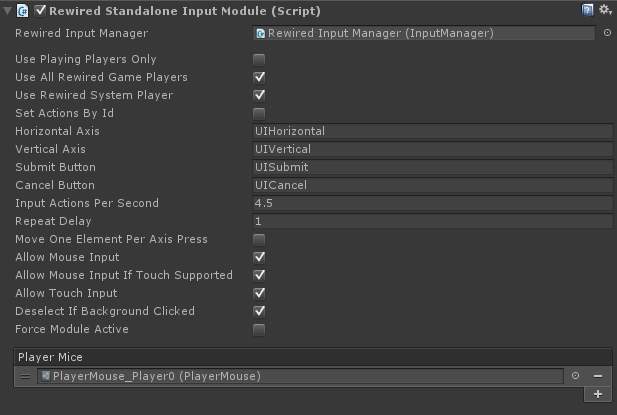 Rewired Standalone Input Module (Script)
Rewired Input Manager Rewired Input Manager (InputManager)
Use Playing Players Only
Use All Rewired Game Players
Use Rewired System Player
Set Actions By Id
Horizontal Axis UIHorizontal
Vertical Axis UIVertical
Submit Button UISubmit
Cancel Button UICancel
Input Actions Per Second 4.5
Repeat Delay 1
Move One Element Per Axis Press
Allow Mouse Input
Allow Mouse Input If Touch Supported
Allow Touch Input
Deselect If Background Clicked
Force Module Active
Player Mice
PlayerMouse_Player0 (PlayerMouse)